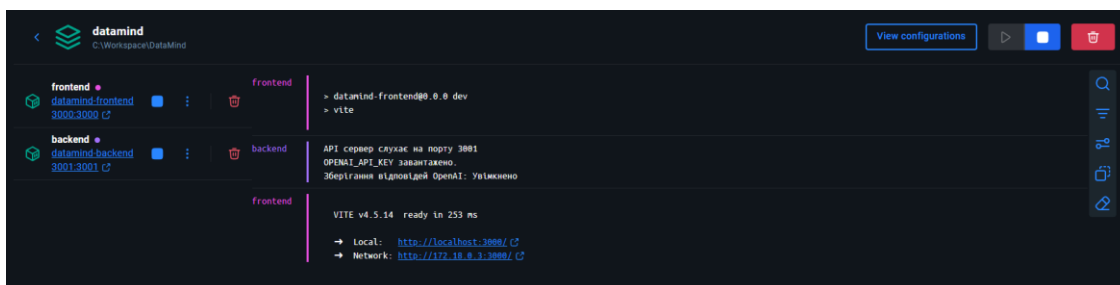 datamind
C:\Workspace\DataMind
View configurations
frontend
datamind-frontend
3000:3000
backend
datamind-backend
3001:3001
frontend
> datamind-frontend@0.0.0 dev
> vite
backend
API сервер слухає на порту 3001
OPENAI_API_KEY завантажено.
Зберігання відповідей OpenAI: Увімкнено
frontend
VITE v4.5.14 ready in 253 ms
➜ Local: http://localhost:3000/
➜ Network: http://172.18.0.3:3000/